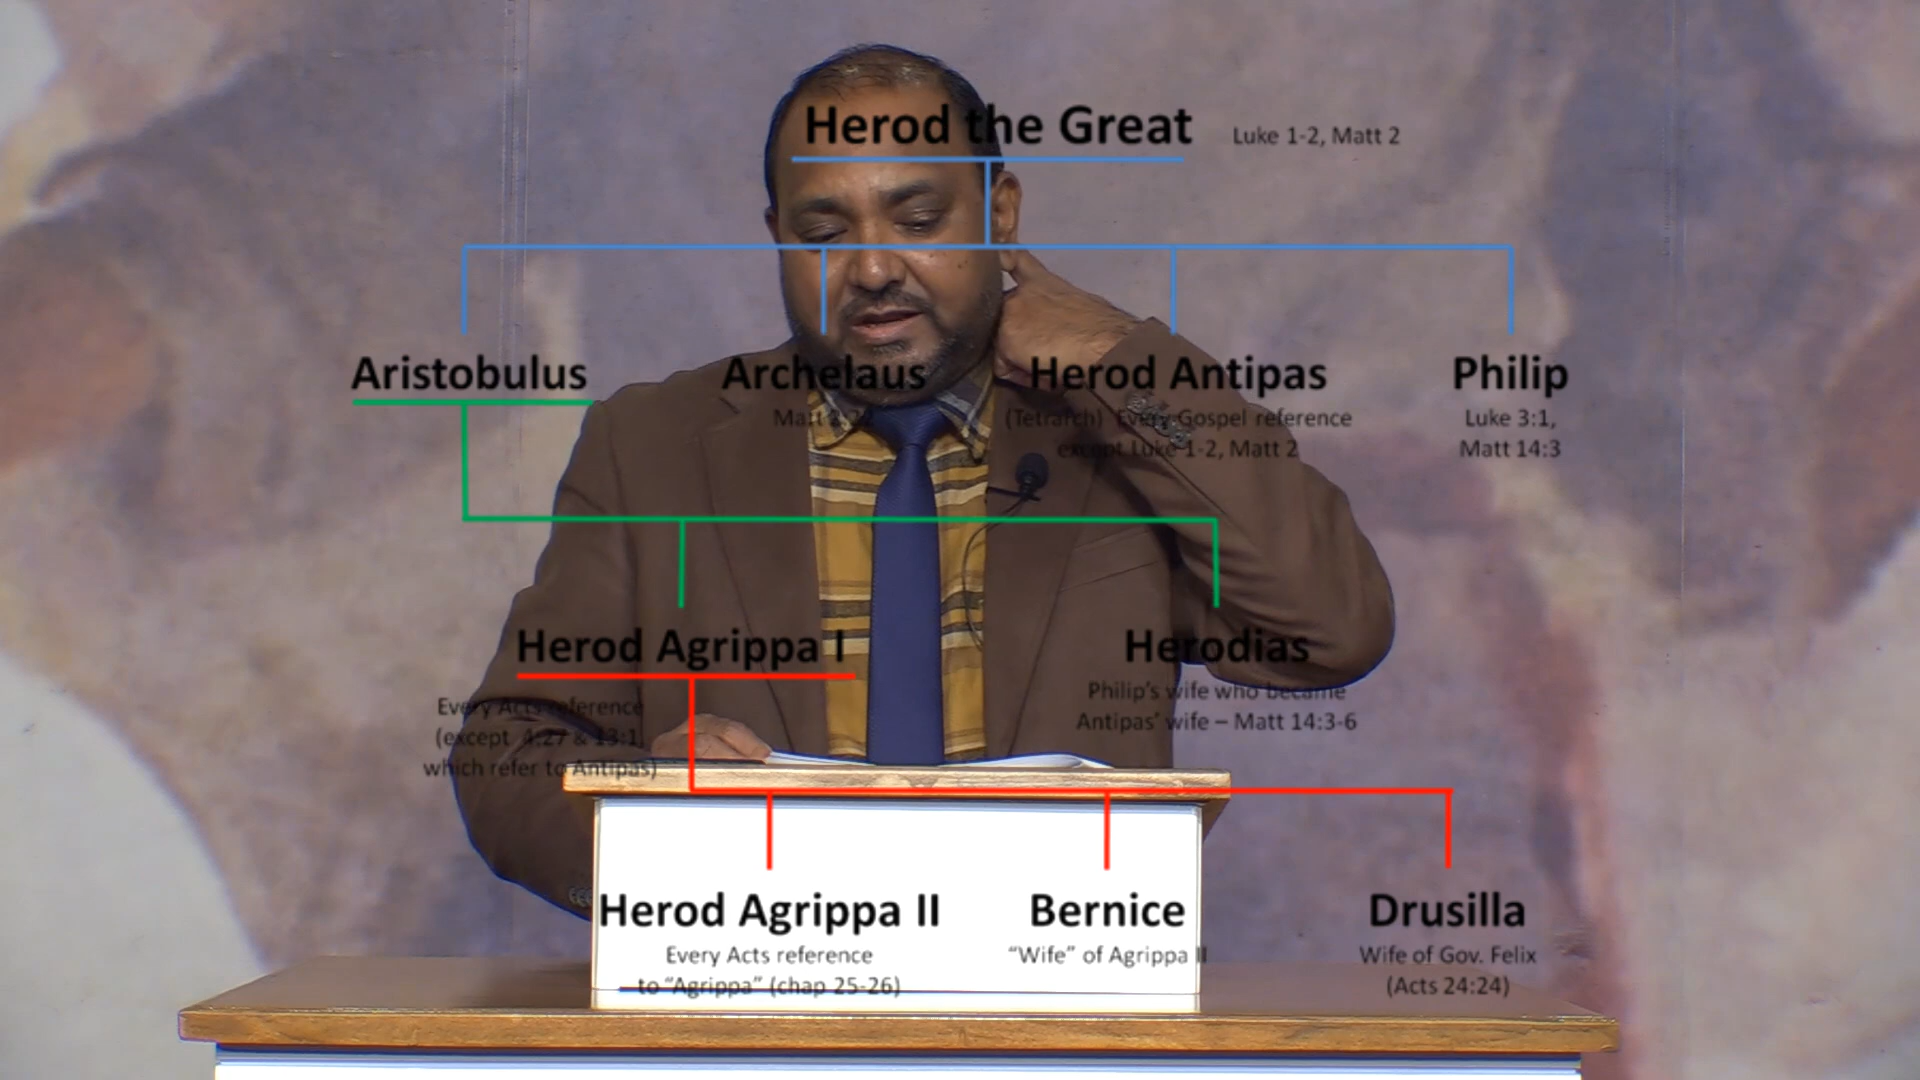 Herod the Great Luke 1-2, Matt 2
Aristobulus Archelaus Herod Antipas Philip
Matt 2:22 (Tetrarch) Every Gospel reference Luke 3:1,
except Luke 1-2, Matt 2 Matt 14:3
Herod Agrippa I Herodias
Philip's wife who became
Every Acts reference
Antipas' wife – Matt 14:3-6
(except 4:27 & 13:1,
which refer to Antipas)
Herod Agrippa II Bernice Drusilla
Every Acts reference "Wife" of Agrippa II Wife of Gov. Felix
to "Agrippa" (chap 25-26) (Acts 24:24)